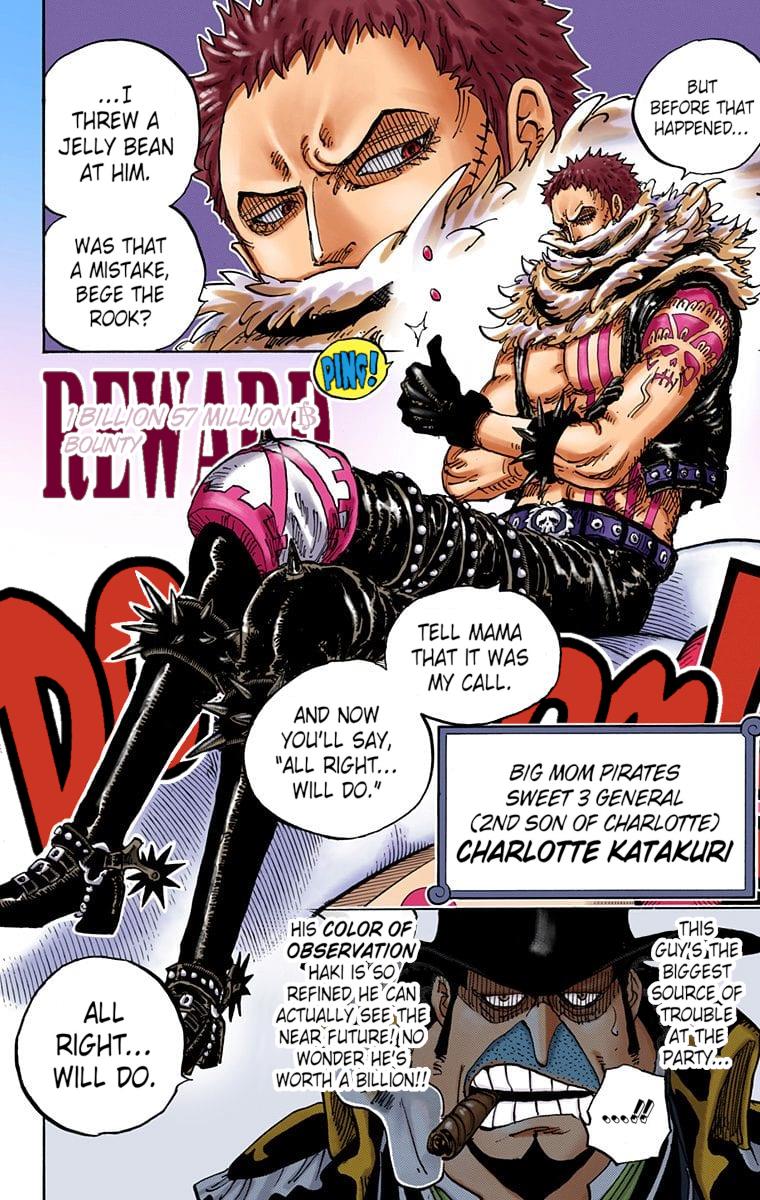 BUT
BEFORE THAT
HAPPENED...
...I
THREW A
JELLY BEAN
AT HIM.
WAS THAT
A MISTAKE,
BEGE THE
ROOK?
PING!
REWARD
1 BILLION 57 MILLION ฿
BOUNTY
TELL MAMA
THAT IT WAS
MY CALL.
AND NOW
YOU'LL SAY,
"ALL RIGHT...
WILL DO."
BIG MOM PIRATES
SWEET 3 GENERAL
(2ND SON OF CHARLOTTE)
CHARLOTTE KATAKURI
THIS
GUY'S THE
BIGGEST
SOURCE OF
TROUBLE
AT THE
PARTY...
HIS COLOR OF
OBSERVATION
HAKI IS SO
REFINED HE CAN
ACTUALLY SEE THE
NEAR FUTURE! NO
WONDER HE'S
WORTH A BILLION!!
....!!
ALL
RIGHT...
WILL DO.